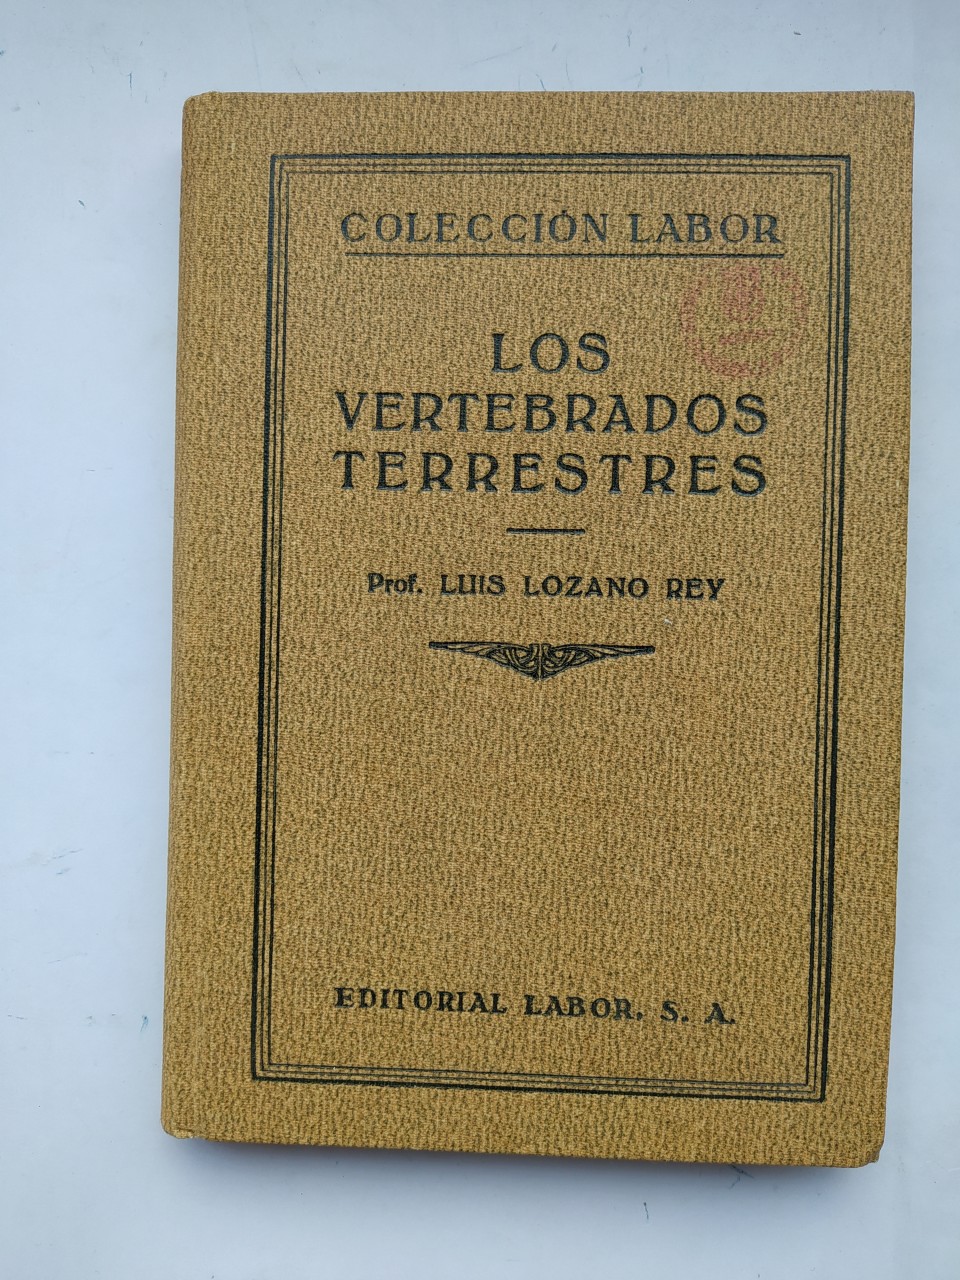 COLECCIÓN LABOR
LOS
VERTEBRADOS
TERRESTRES
Prof. LUIS LOZANO REY
EDITORIAL LABOR, S. A.